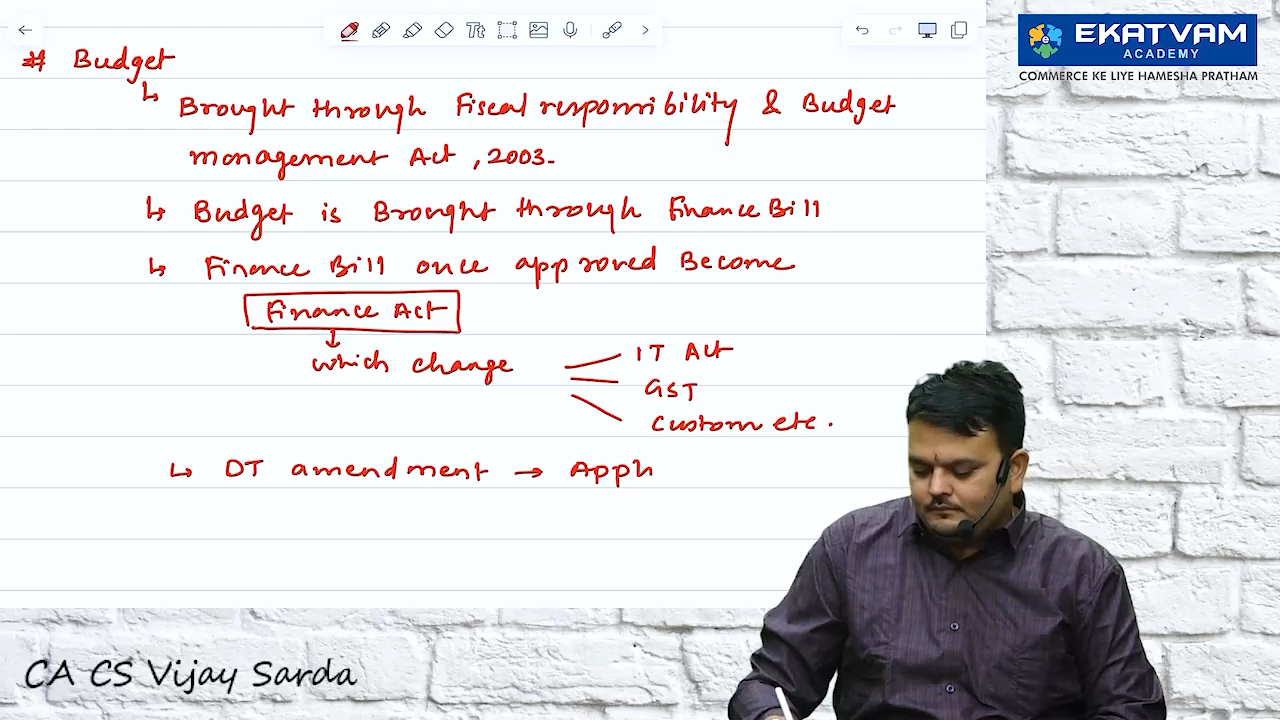 # Budget
↳ Brought through Fiscal responsibility & Budget
management Act, 2003.
↳ Budget is Brought through Finance Bill
↳ Finance Bill once approved Become
Finance Act
↓
which change
IT Act
GST
Custom etc.
↳ DT amendment → Appli
Tt
EKATVAM
ACADEMY
COMMERCE KE LIYE HAMESHA PRATHAM
CA CS Vijay Sarda